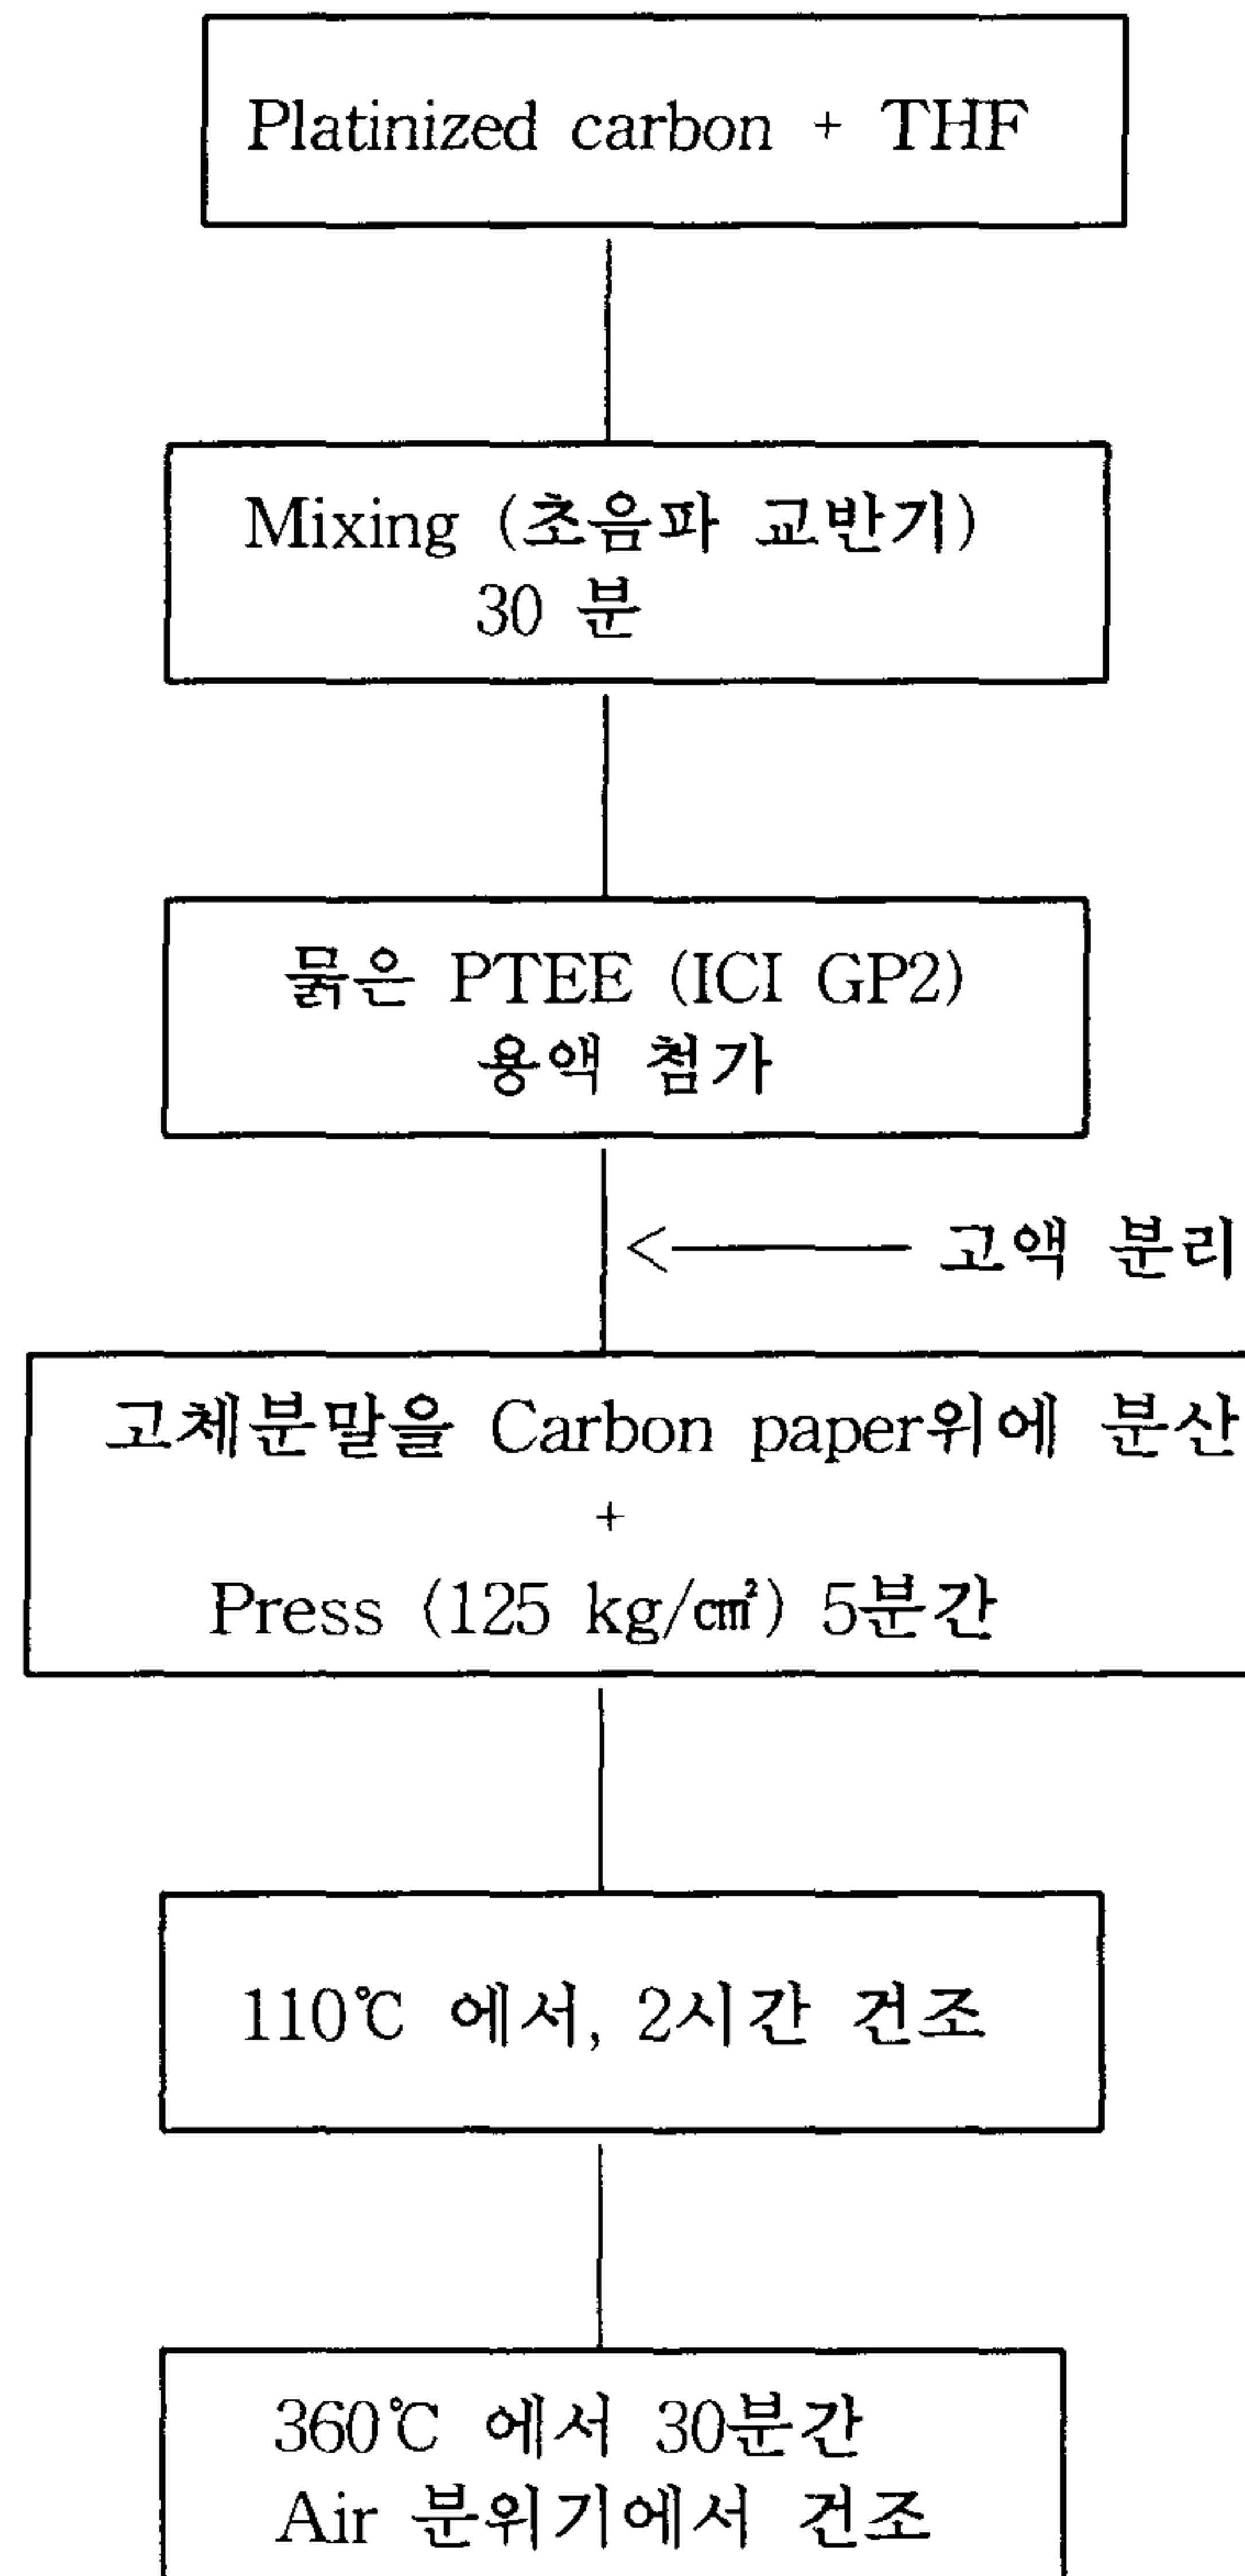 Platinized carbon + THF
Mixing (초음파 교반기)
30 분
묽은 PTEE (ICI GP2)
용액 첨가
고액 분리
고체분말을 Carbon paper위에 분산
+
Press (125 kg/㎠) 5분간
110℃ 에서, 2시간 건조
360℃ 에서 30분간
Air 분위기에서 건조